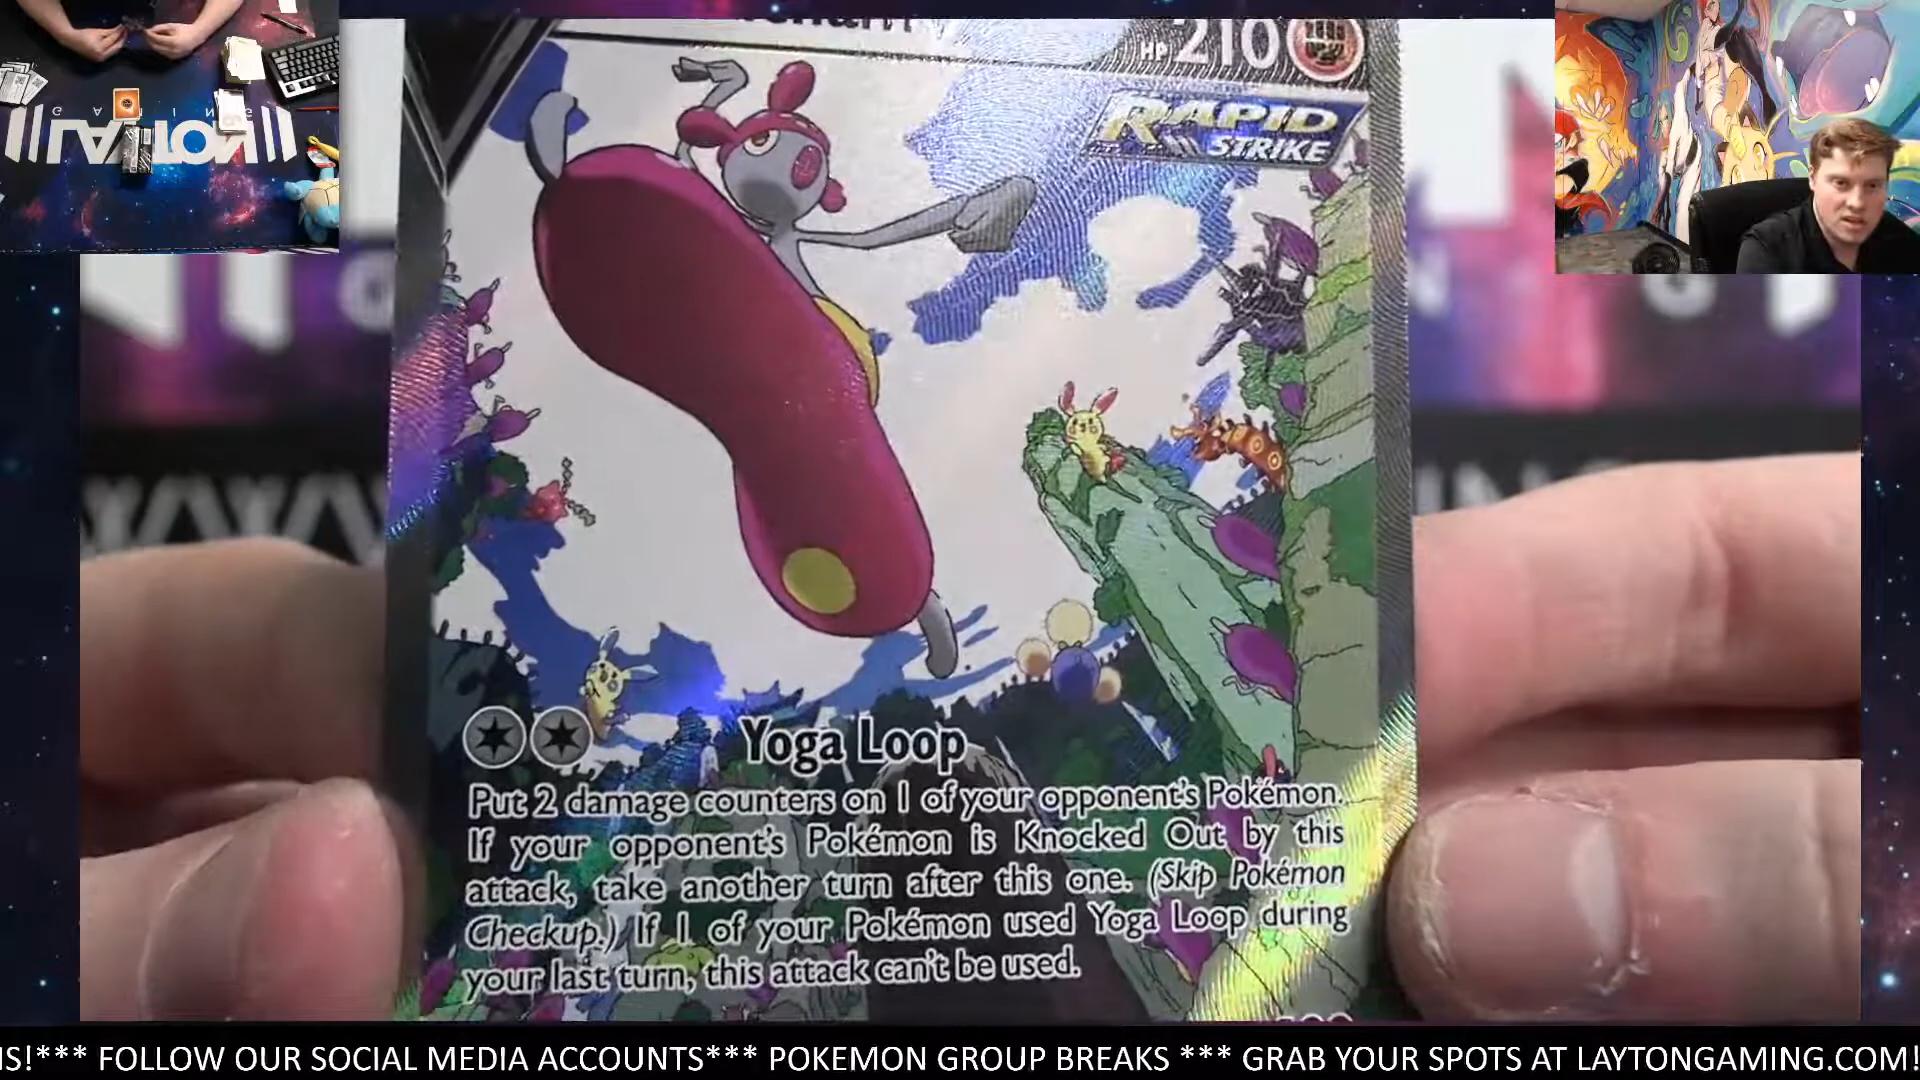 HP 210
RAPID
STRIKE
Yoga Loop
Put 2 damage counters on 1 of your opponent's Pokémon.
If your opponent's Pokémon is Knocked Out by this
attack, take another turn after this one. (Skip Pokémon
Checkup.) If 1 of your Pokémon used Yoga Loop during
your last turn, this attack can't be used.
S!*** FOLLOW OUR SOCIAL MEDIA ACCOUNTS*** POKEMON GROUP BREAKS *** GRAB YOUR SPOTS AT LAYTONGAMING.COM!